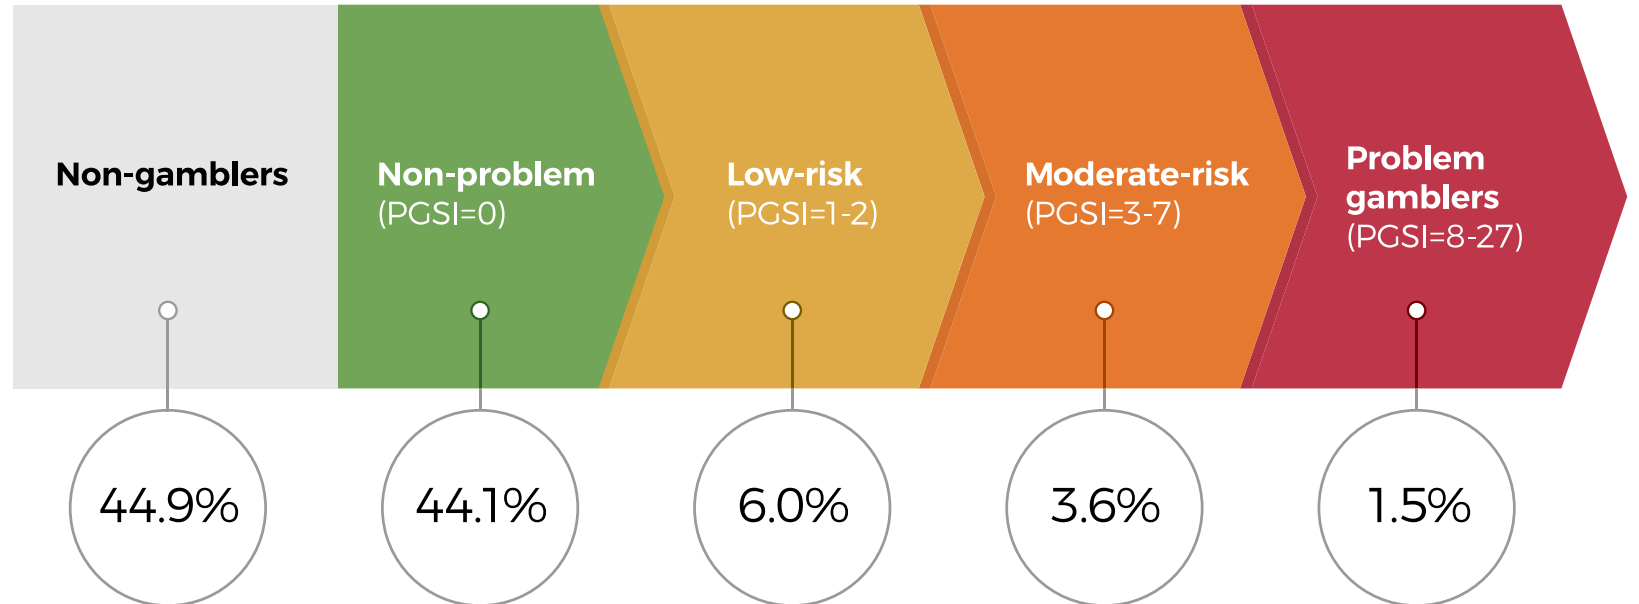 Non-gamblers
Non-problem
(PGSI=0)
Low-risk
(PGSI=1-2)
Moderate-risk
(PGSI=3-7)
Problem
gamblers
(PGSI=8-27)
44.9%
44.1%
6.0%
3.6%
1.5%